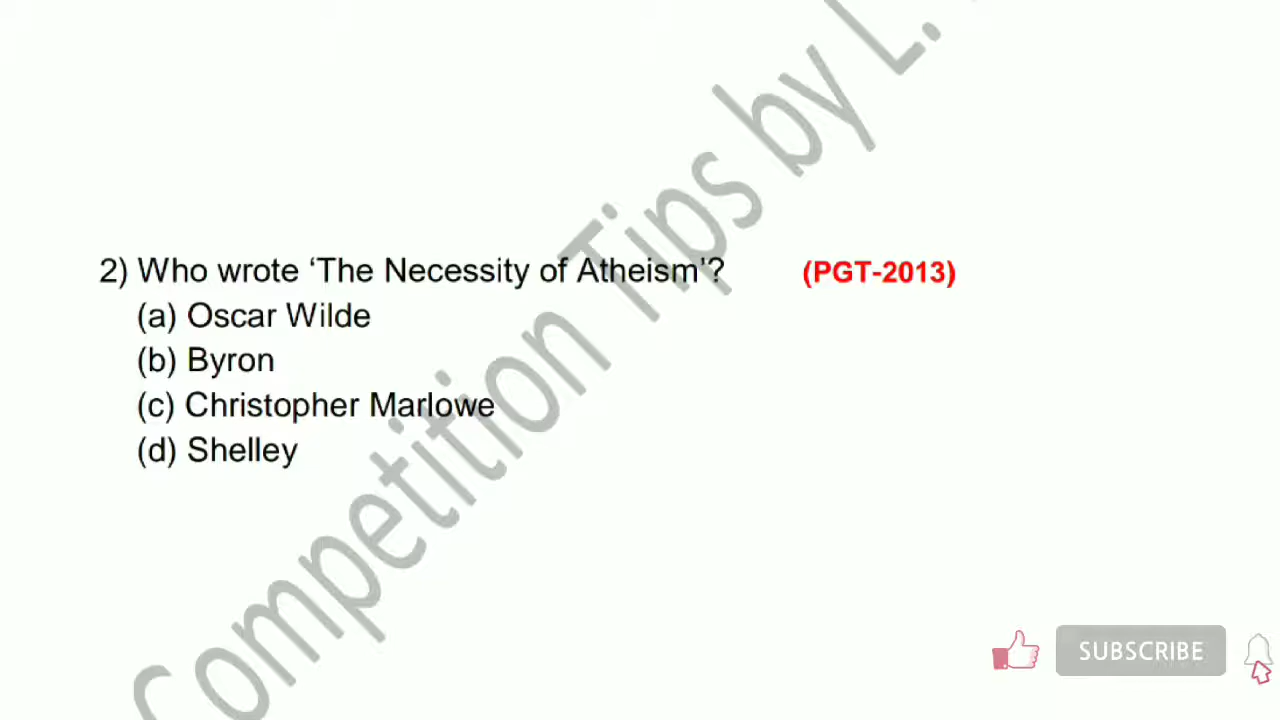 Competition Tips by L.
2) Who wrote ‘The Necessity of Atheism’? (PGT-2013)
(a) Oscar Wilde
(b) Byron
(c) Christopher Marlowe
(d) Shelley
SUBSCRIBE